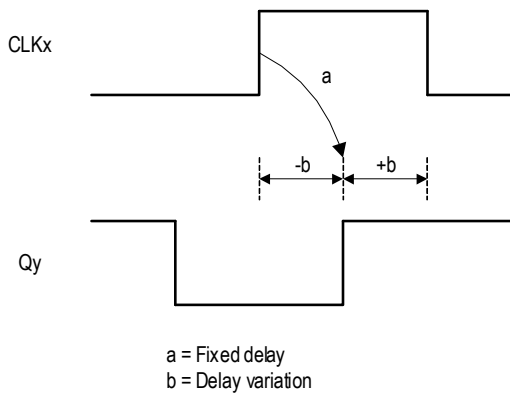 CLKx
a
-b
+b
Qy
a = Fixed delay
b = Delay variation